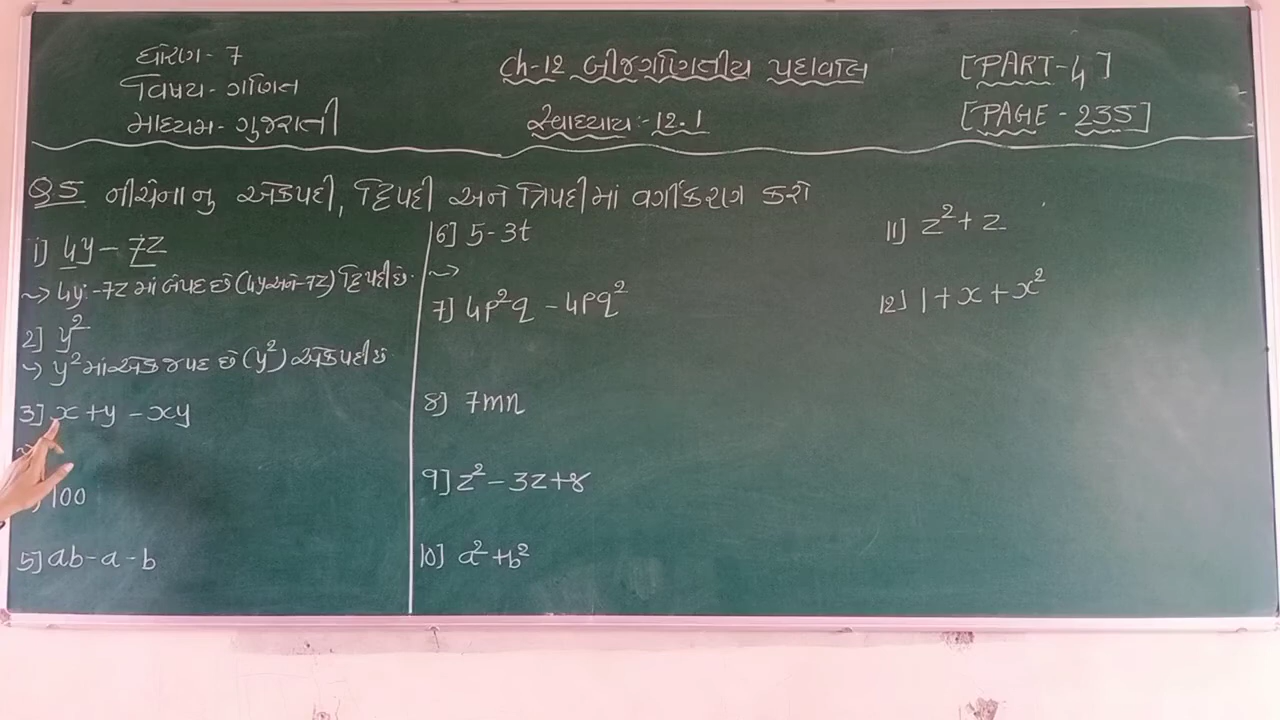 ધોરણ - 7
વિષય - ગણિત
માધ્યમ - ગુજરાતી
Ch-12 બીજગણિતીય પદાવલિ
સ્વાધ્યાય :- 12.1
[PART-4]
[PAGE - 235]
Q.5 નીચેનાનુ એકપદી, દ્વિપદી અને ત્રિપદીમાં વર્ગીકરણ કરો
1] 4y - 7z
~> 4y - 7z માં બે પદ છે (4y અને -7z) દ્વિપદી છે.
2] y²
~> y² માં એક જ પદ છે (y²) એકપદી છે
3] x + y - xy
~>
] 100
5] ab - a - b
6] 5 - 3t
~>
7] 4p²q - 4pq²
8] 7mn
9] z² - 3z + 8
10] a² + b²
11] z² + z
12] 1 + x + x²